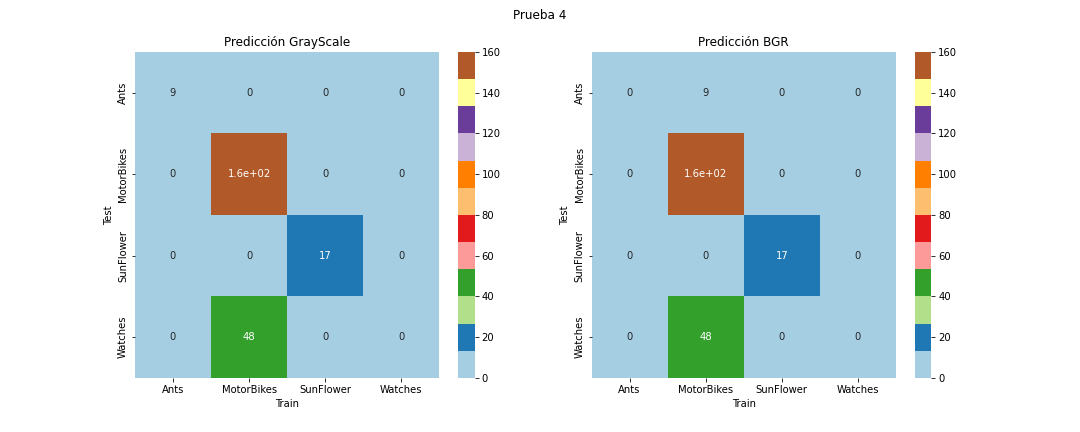 Prueba 4
Predicción GrayScale
Ants
MotorBikes
SunFlower
Watches
Test
9 0 0 0
0 1.6e+02 0 0
0 0 17 0
0 48 0 0
Ants MotorBikes SunFlower Watches
Train
160
140
120
100
80
60
40
20
0
Predicción BGR
Ants
MotorBikes
SunFlower
Watches
Test
0 9 0 0
0 1.6e+02 0 0
0 0 17 0
0 48 0 0
Ants MotorBikes SunFlower Watches
Train
160
140
120
100
80
60
40
20
0